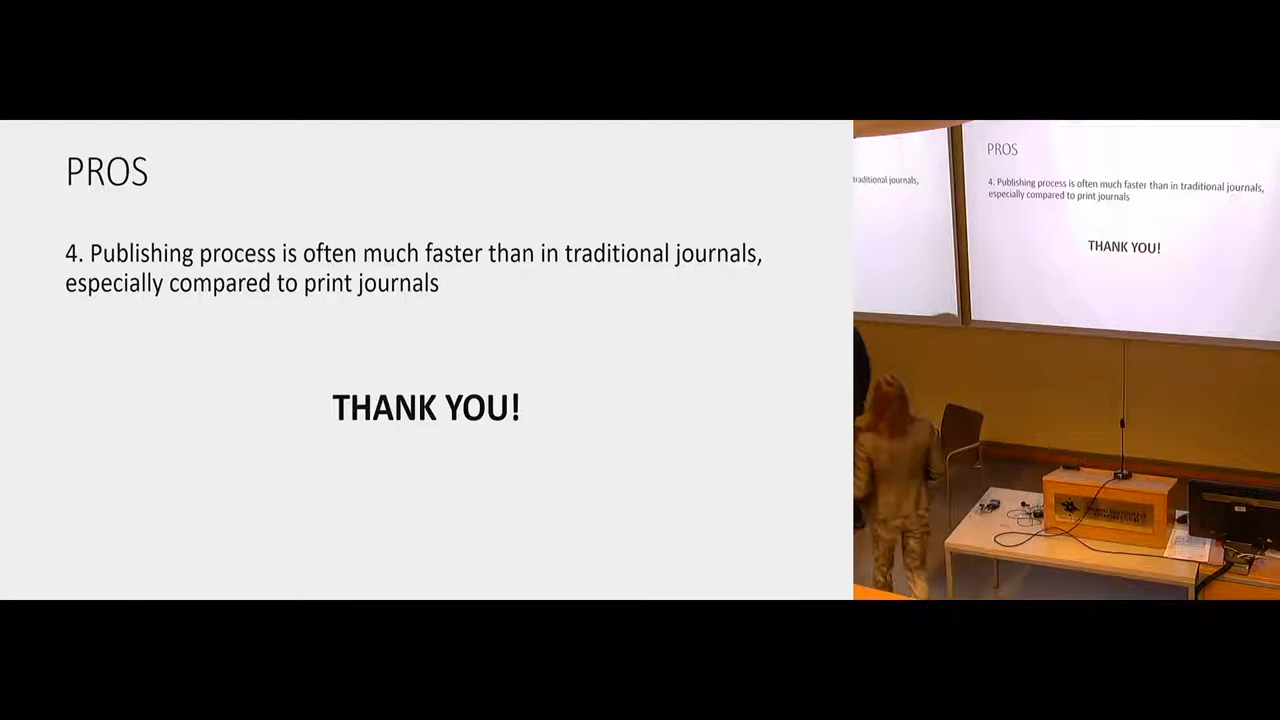 PROS
4. Publishing process is often much faster than in traditional journals,
especially compared to print journals
THANK YOU!
traditional journals,
PROS
4. Publishing process is often much faster than in traditional journals,
especially compared to print journals
THANK YOU!